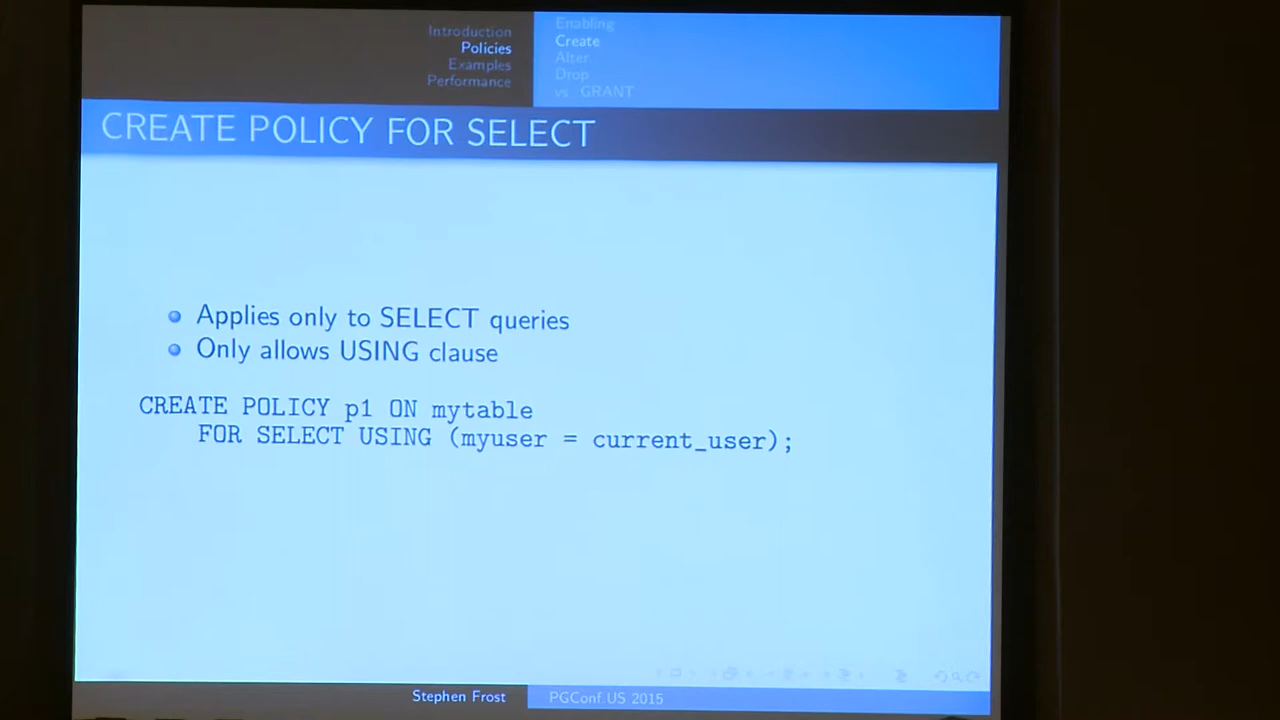 Introduction
Policies
Examples
Performance
Enabling
Create
Alter
Drop
vs GRANT
CREATE POLICY FOR SELECT
Applies only to SELECT queries
Only allows USING clause
CREATE POLICY p1 ON mytable
FOR SELECT USING (myuser = current_user);
Stephen Frost
PGConf.US 2015